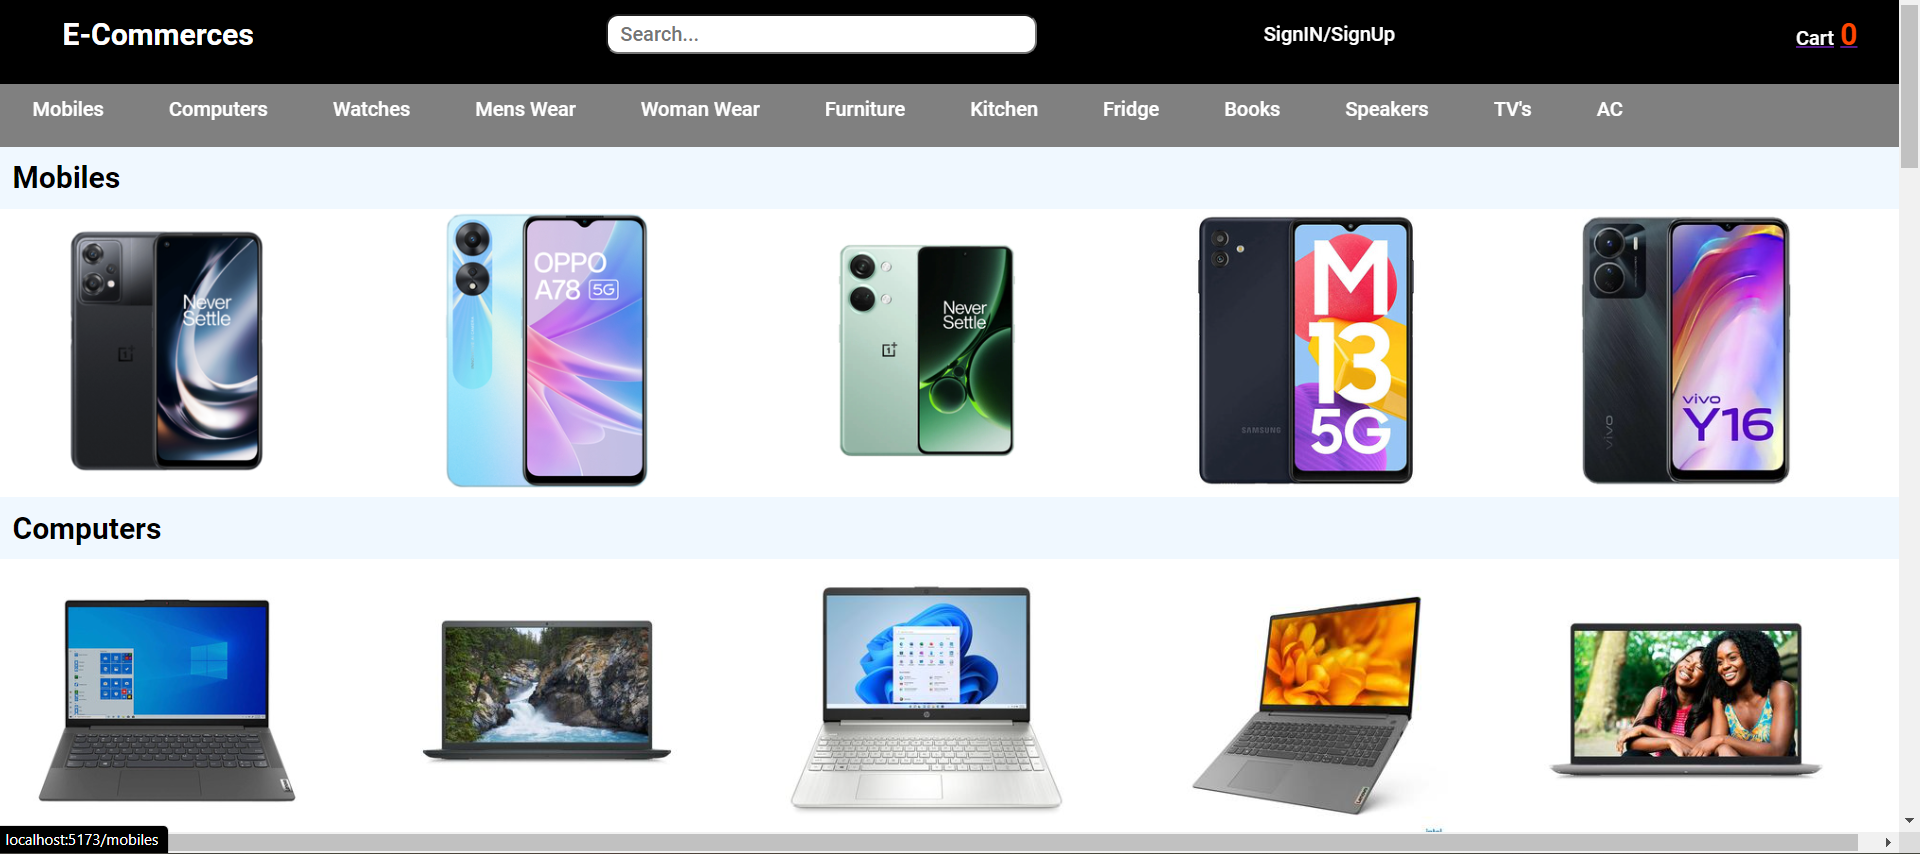 E-Commerces
Search...
SignIN/SignUp
Cart 0
Mobiles
Computers
Watches
Mens Wear
Woman Wear
Furniture
Kitchen
Fridge
Books
Speakers
TV's
AC
Mobiles
Never
Settle
OPPO
A78 5G
Never
Settle
SAMSUNG
M
13
5G
vivo
vivo
Y16
Computers
localhost:5173/mobiles